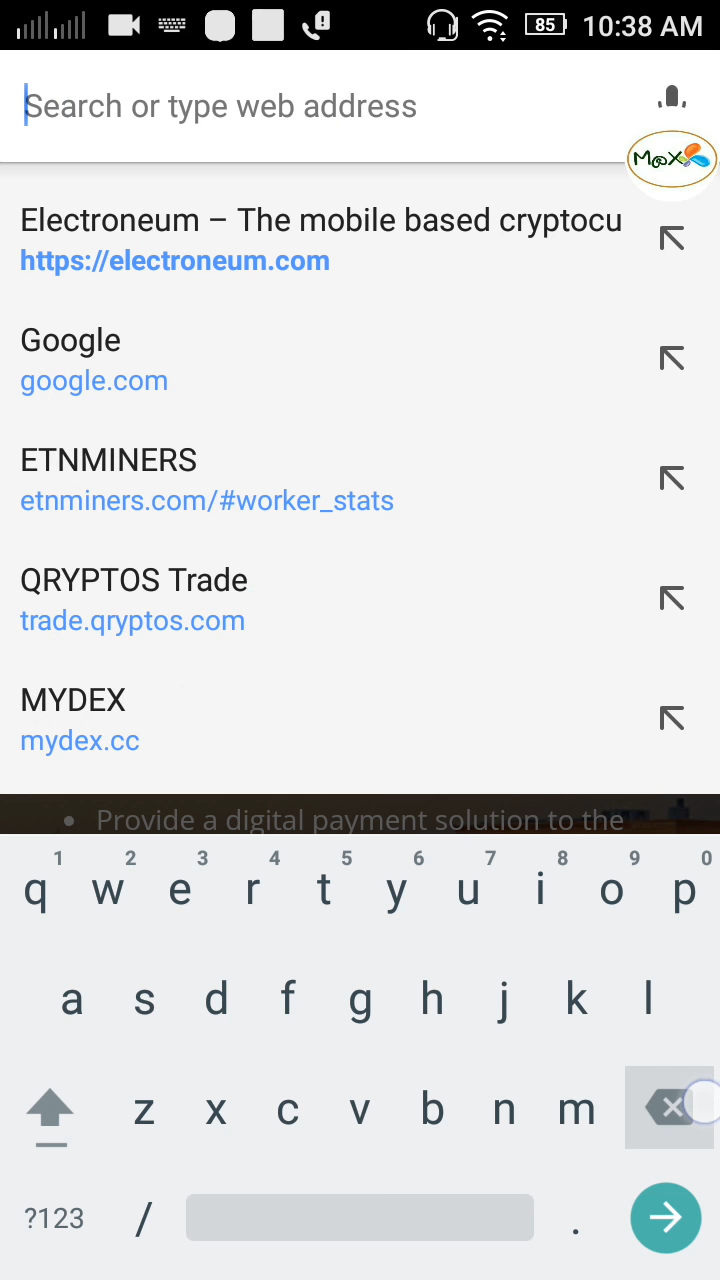 85 10:38 AM
Search or type web address
M@X
Electroneum – The mobile based cryptocu
https://electroneum.com
Google
google.com
ETNMINERS
etnminers.com/#worker_stats
QRYPTOS Trade
trade.qryptos.com
MYDEX
mydex.cc
• Provide a digital payment solution to the
1 2 3 4 5 6 7 8 9 0
q w e r t y u i o p
a s d f g h j k l
z x c v b n m
?123 / .